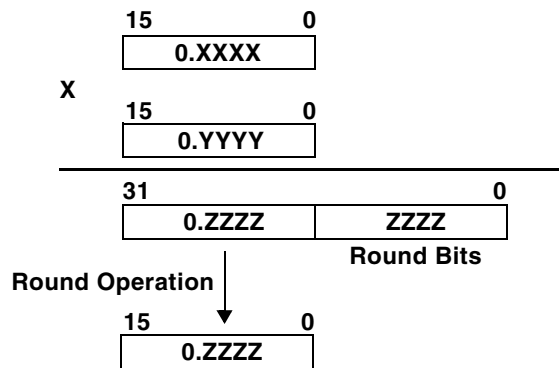 15 0
0.XXXX
X
15 0
0.YYYY
31 0
0.ZZZZ ZZZZ
Round Bits
Round Operation
15 0
0.ZZZZ